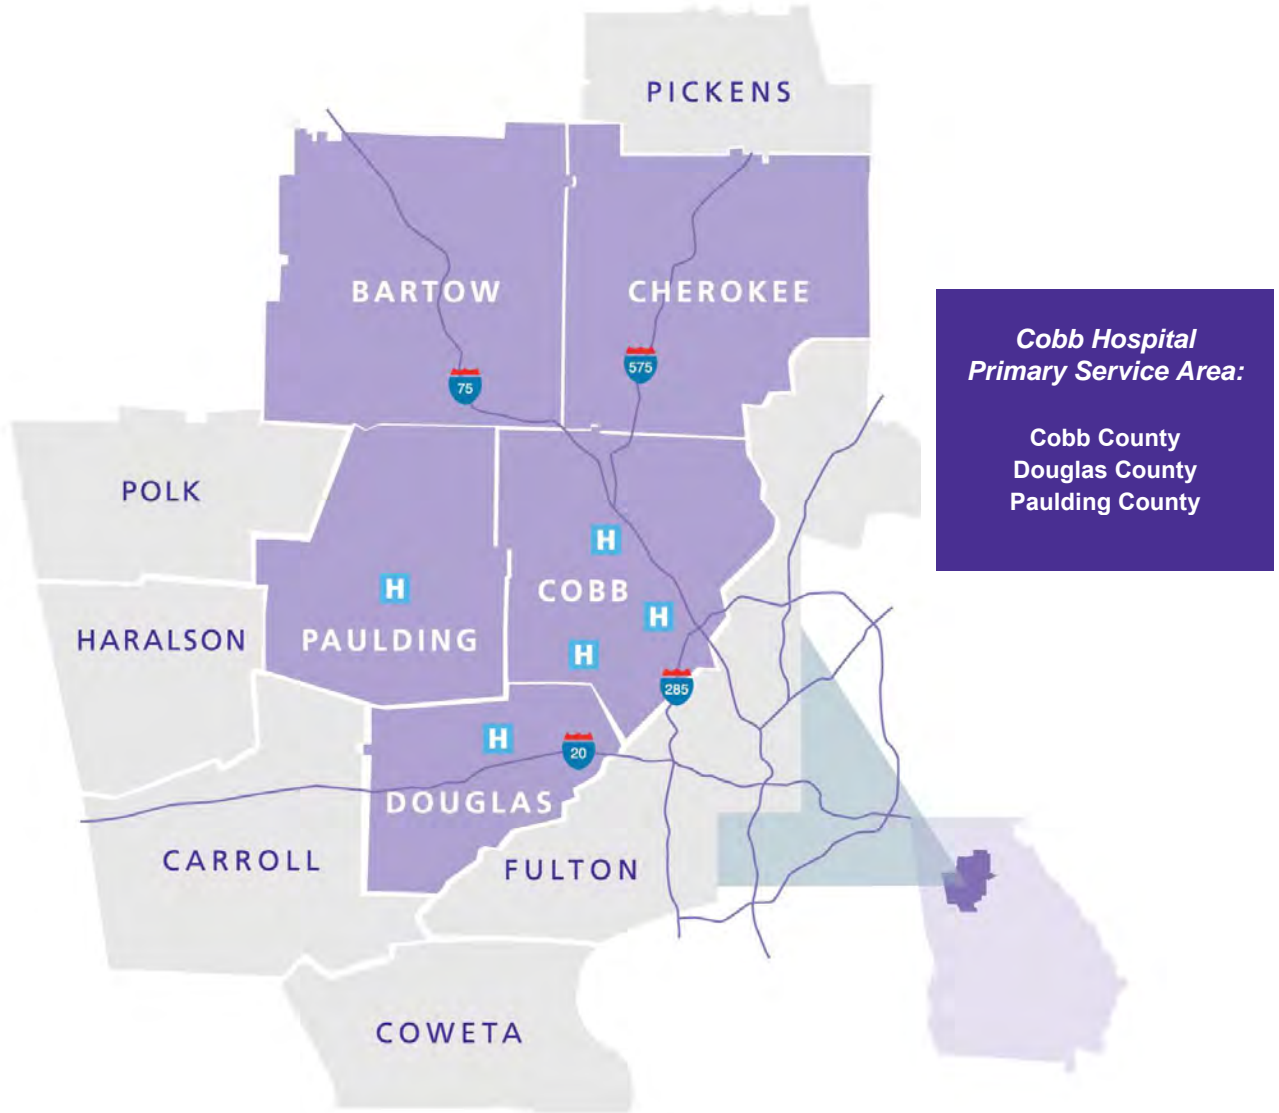 PICKENS
BARTOW
CHEROKEE
Cobb Hospital
Primary Service Area:
Cobb County
Douglas County
Paulding County
575
75
POLK
H
COBB
H
H
HARALSON
PAULDING
H
285
H
20
DOUGLAS
CARROLL
FULTON
COWETA